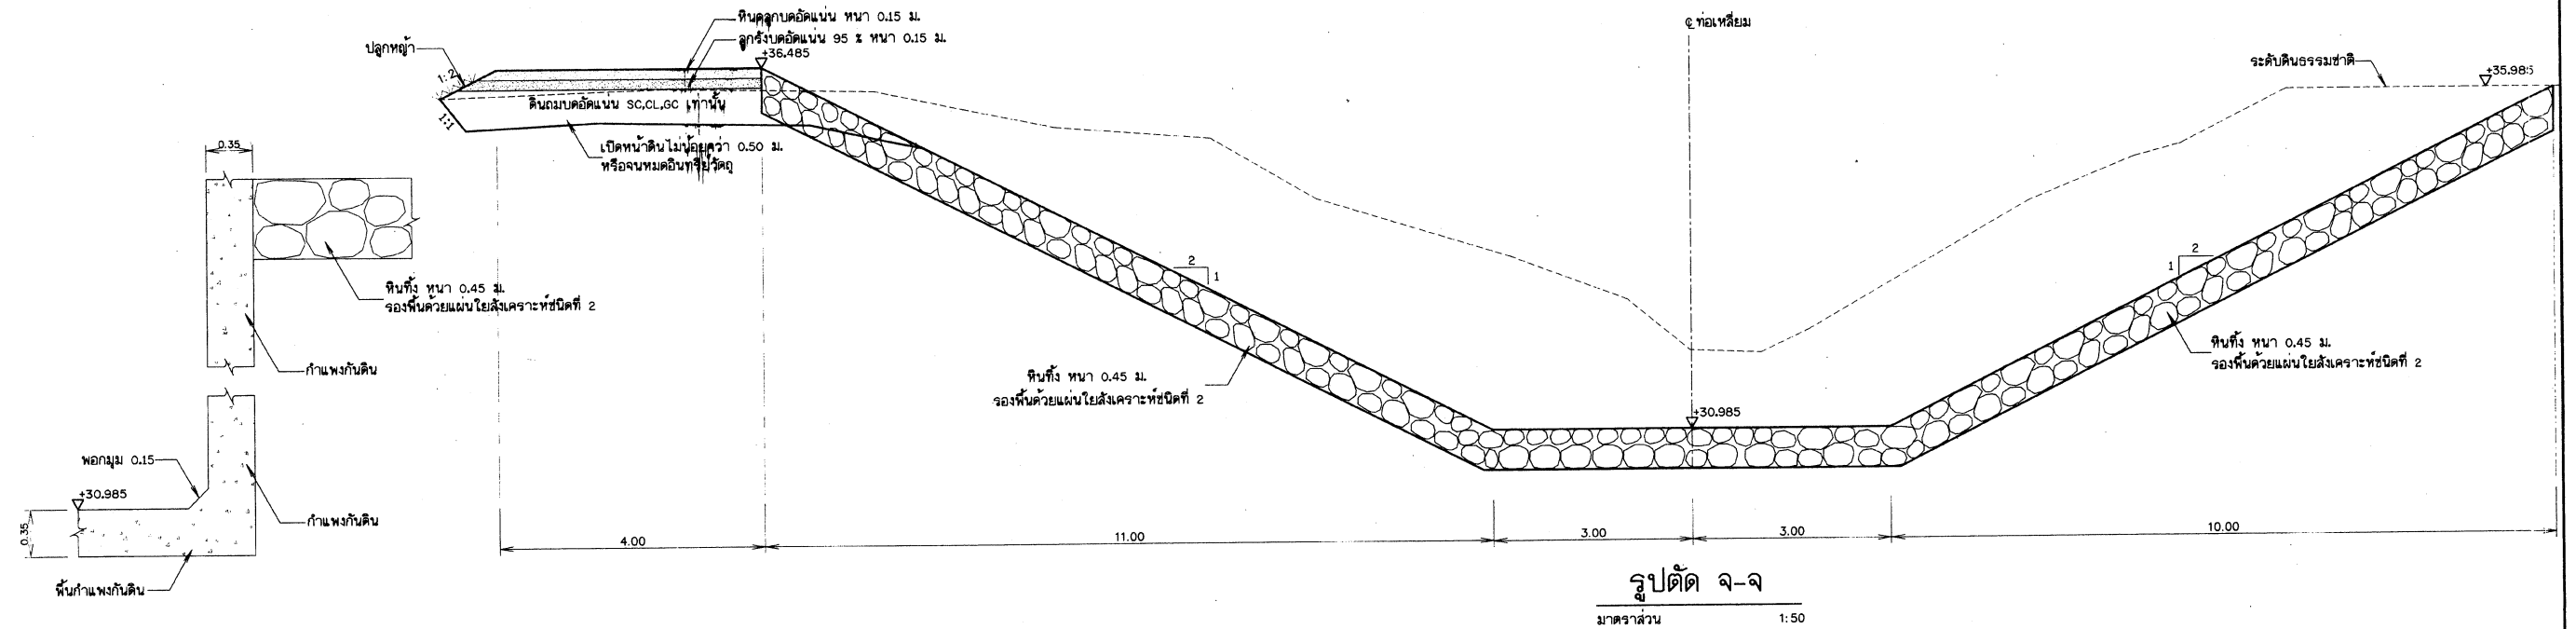 หินคลุกบดอัดแน่น หนา 0.15 ม.
ลูกรังบดอัดแน่น 95 % หนา 0.15 ม.
+36.485
ปลูกหญ้า
1:2
1:1
ดินถมบดอัดแน่น SC,CL,GC เท่านั้น
เปิดหน้าดินไม่น้อยกว่า 0.50 ม.
หรือจนหมดอินทรีย์วัตถุ
℄ ท่อเหลี่ยม
ระดับดินธรรมชาติ
+35.985
0.35
หินทิ้ง หนา 0.45 ม.
รองพื้นด้วยแผ่นใยสังเคราะห์ชนิดที่ 2
กำแพงกันดิน
2
1
2
1
หินทิ้ง หนา 0.45 ม.
รองพื้นด้วยแผ่นใยสังเคราะห์ชนิดที่ 2
หินทิ้ง หนา 0.45 ม.
รองพื้นด้วยแผ่นใยสังเคราะห์ชนิดที่ 2
+30.985
พอกมุม 0.15
+30.985
0.35
กำแพงกันดิน
พื้นกำแพงกันดิน
4.00
11.00
3.00
3.00
10.00
รูปตัด จ-จ
มาตราส่วน 1:50